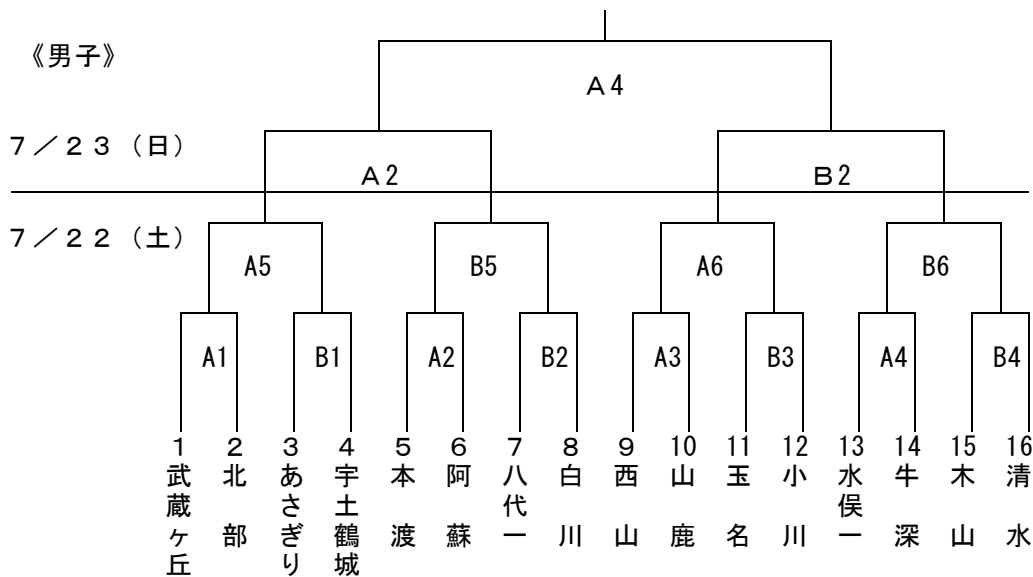 《男子》
A4
7／23（日）
A2
B2
7／22（土）
A5
B5
A6
B6
A1
B1
A2
B2
A3
B3
A4
B4
1
2
3
4
5
6
7
8
9
10
11
12
13
14
15
16
武蔵ヶ丘
北部
あさぎり
宇土鶴城
本渡
阿蘇
八代一
白川
西山
山鹿
玉名
小川
水俣一
牛深
木山
清水